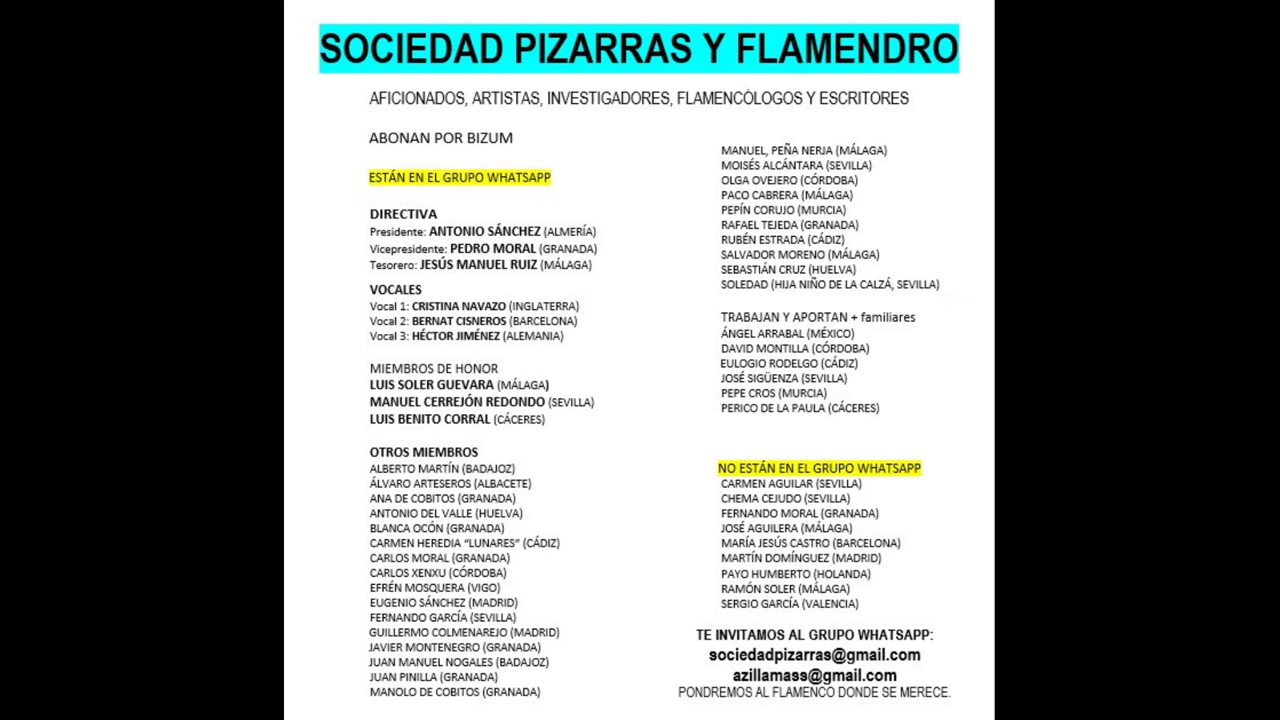 SOCIEDAD PIZARRAS Y FLAMENDRO
AFICIONADOS, ARTISTAS, INVESTIGADORES, FLAMENCÓLOGOS Y ESCRITORES
ABONAN POR BIZUM
ESTÁN EN EL GRUPO WHATSAPP
DIRECTIVA
Presidente: ANTONIO SÁNCHEZ (ALMERÍA)
Vicepresidente: PEDRO MORAL (GRANADA)
Tesorero: JESÚS MANUEL RUIZ (MÁLAGA)
VOCALES
Vocal 1: CRISTINA NAVAZO (INGLATERRA)
Vocal 2: BERNAT CISNEROS (BARCELONA)
Vocal 3: HÉCTOR JIMÉNEZ (ALEMANIA)
MIEMBROS DE HONOR
LUIS SOLER GUEVARA (MÁLAGA)
MANUEL CERREJÓN REDONDO (SEVILLA)
LUIS BENITO CORRAL (CÁCERES)
OTROS MIEMBROS
ALBERTO MARTÍN (BADAJOZ)
ÁLVARO ARTESEROS (ALBACETE)
ANA DE COBITOS (GRANADA)
ANTONIO DEL VALLE (HUELVA)
BLANCA OCÓN (GRANADA)
CARMEN HEREDIA “LUNARES” (CÁDIZ)
CARLOS MORAL (GRANADA)
CARLOS XENXU (CÓRDOBA)
EFRÉN MOSQUERA (VIGO)
EUGENIO SÁNCHEZ (MADRID)
FERNANDO GARCÍA (SEVILLA)
GUILLERMO COLMENAREJO (MADRID)
JAVIER MONTENEGRO (GRANADA)
JUAN MANUEL NOGALES (BADAJOZ)
JUAN PINILLA (GRANADA)
MANOLO DE COBITOS (GRANADA)
MANUEL, PEÑA NERJA (MÁLAGA)
MOISÉS ALCÁNTARA (SEVILLA)
OLGA OVEJERO (CÓRDOBA)
PACO CABRERA (MÁLAGA)
PEPÍN CORUJO (MURCIA)
RAFAEL TEJEDA (GRANADA)
RUBÉN ESTRADA (CÁDIZ)
SALVADOR MORENO (MÁLAGA)
SEBASTIÁN CRUZ (HUELVA)
SOLEDAD (HIJA NIÑO DE LA CALZÁ, SEVILLA)
TRABAJAN Y APORTAN + familiares
ÁNGEL ARRABAL (MÉXICO)
DAVID MONTILLA (CÓRDOBA)
EULOGIO RODELGO (CÁDIZ)
JOSÉ SIGÜENZA (SEVILLA)
PEPE CROS (MURCIA)
PERICO DE LA PAULA (CÁCERES)
NO ESTÁN EN EL GRUPO WHATSAPP
CARMEN AGUILAR (SEVILLA)
CHEMA CEJUDO (SEVILLA)
FERNANDO MORAL (GRANADA)
JOSÉ AGUILERA (MÁLAGA)
MARÍA JESÚS CASTRO (BARCELONA)
MARTÍN DOMÍNGUEZ (MADRID)
PAYO HUMBERTO (HOLANDA)
RAMÓN SOLER (MÁLAGA)
SERGIO GARCÍA (VALENCIA)
TE INVITAMOS AL GRUPO WHATSAPP:
sociedadpizarras@gmail.com
azillamass@gmail.com
PONDREMOS AL FLAMENCO DONDE SE MERECE.